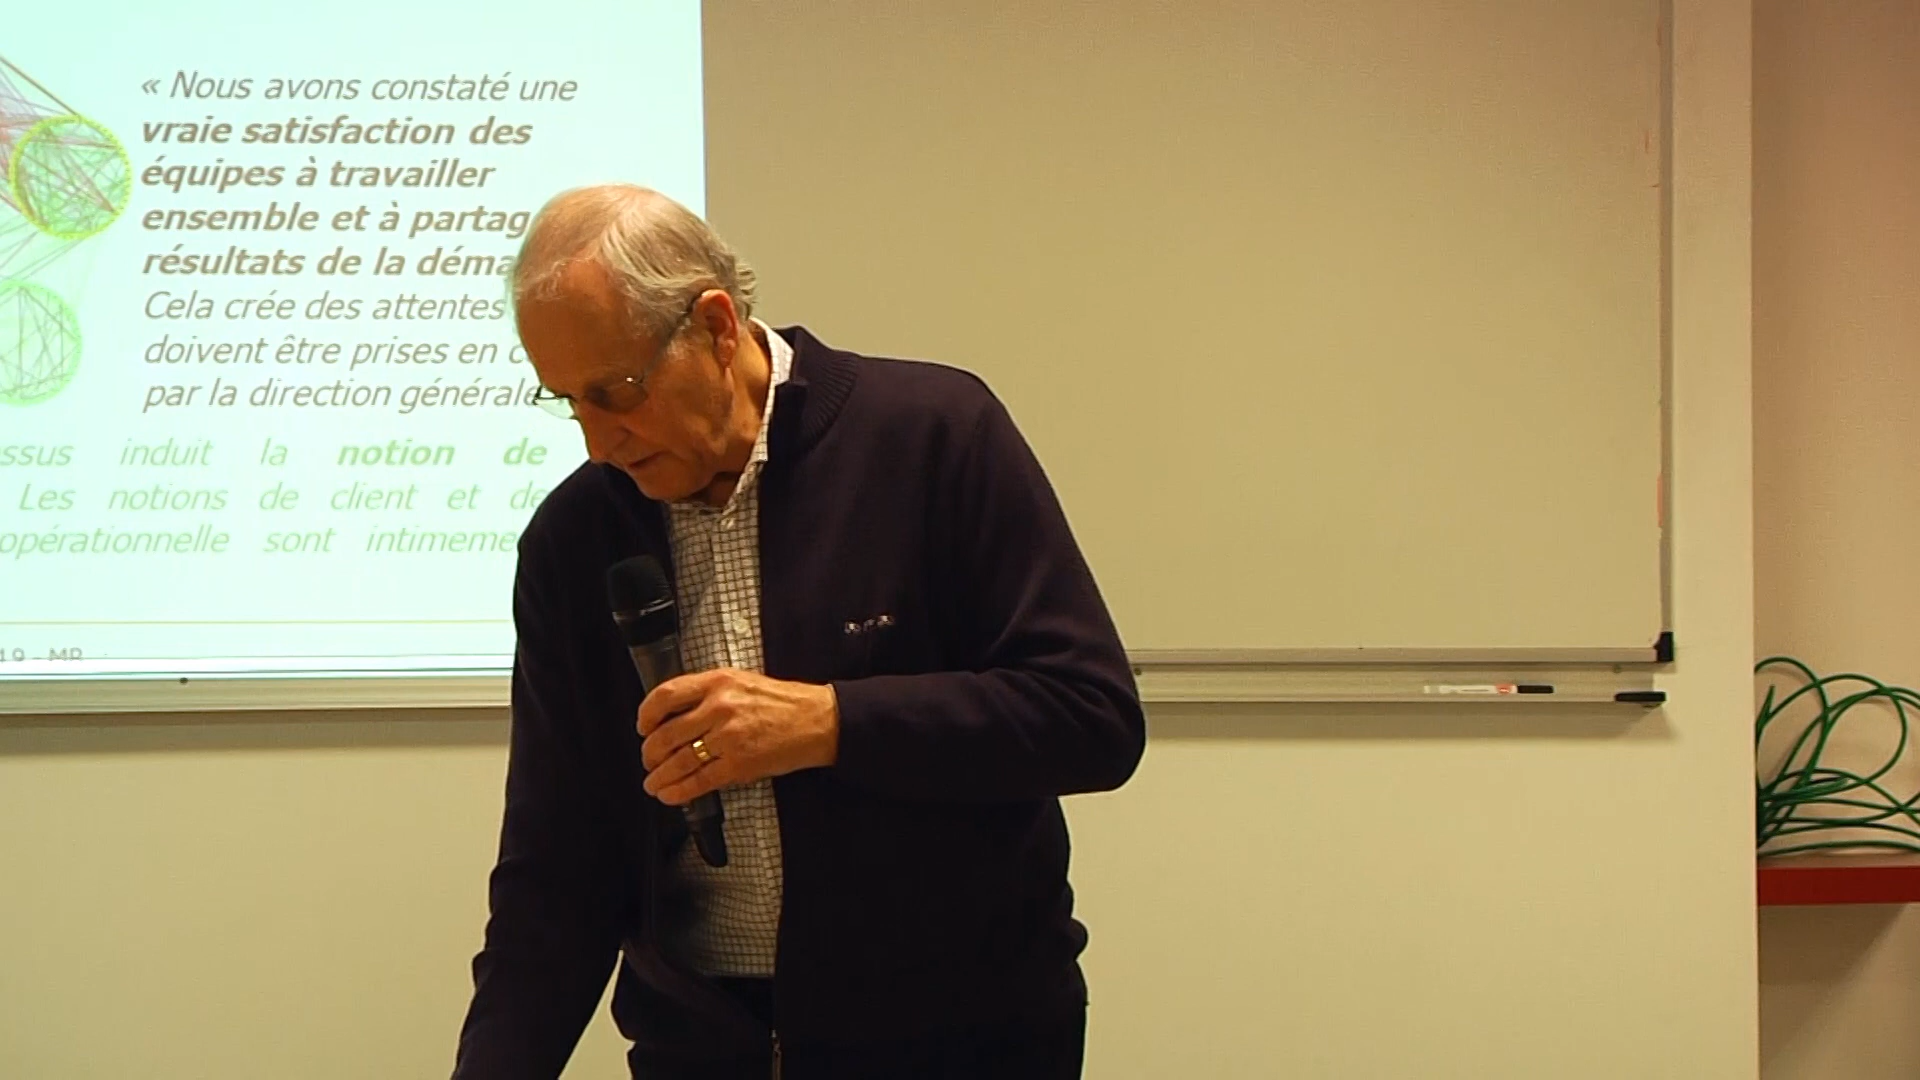 « Nous avons constaté une
vraie satisfaction des
équipes à travailler
ensemble et à partag
résultats de la déma
Cela crée des attentes
doivent être prises en c
par la direction générale
ssus induit la notion de
Les notions de client et de
opérationnelle sont intimeme
19 - MR